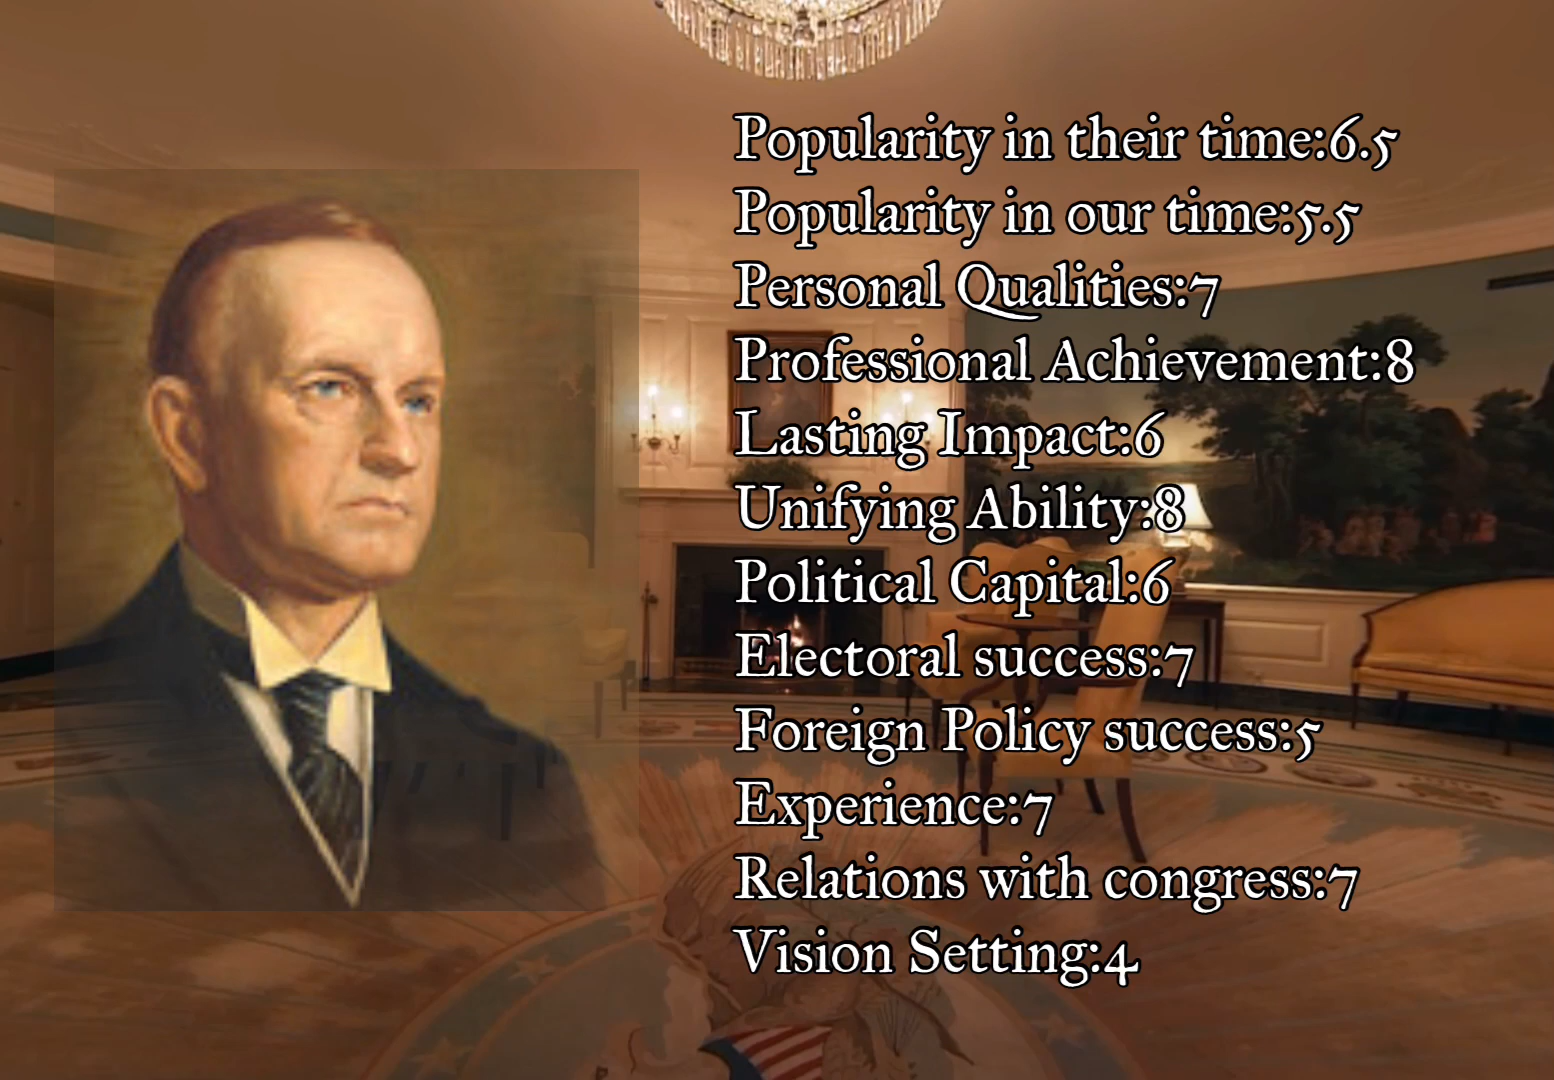 Popularity in their time:6.5
Popularity in our time:5.5
Personal Qualities:7
Professional Achievement:8
Lasting Impact:6
Unifying Ability:8
Political Capital:6
Electoral success:7
Foreign Policy success:5
Experience:7
Relations with congress:7
Vision Setting:4